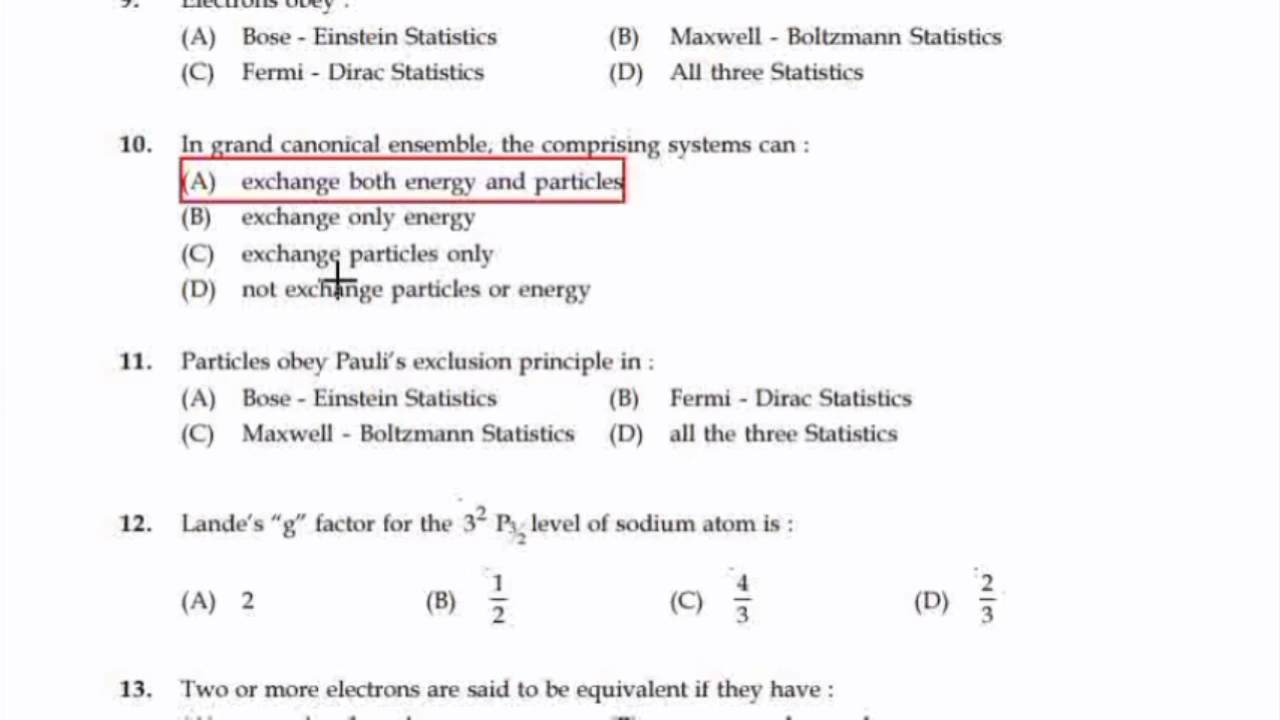 9. Electrons obey :
(A) Bose - Einstein Statistics (B) Maxwell - Boltzmann Statistics
(C) Fermi - Dirac Statistics (D) All three Statistics
10. In grand canonical ensemble, the comprising systems can :
(A) exchange both energy and particles
(B) exchange only energy
(C) exchange particles only
(D) not exchange particles or energy
11. Particles obey Pauli's exclusion principle in :
(A) Bose - Einstein Statistics (B) Fermi - Dirac Statistics
(C) Maxwell - Boltzmann Statistics (D) all the three Statistics
12. Lande's "g" factor for the 3² P level of sodium atom is :
(A) 2 (B) 1/2 (C) 4/3 (D) 2/3
13. Two or more electrons are said to be equivalent if they have :